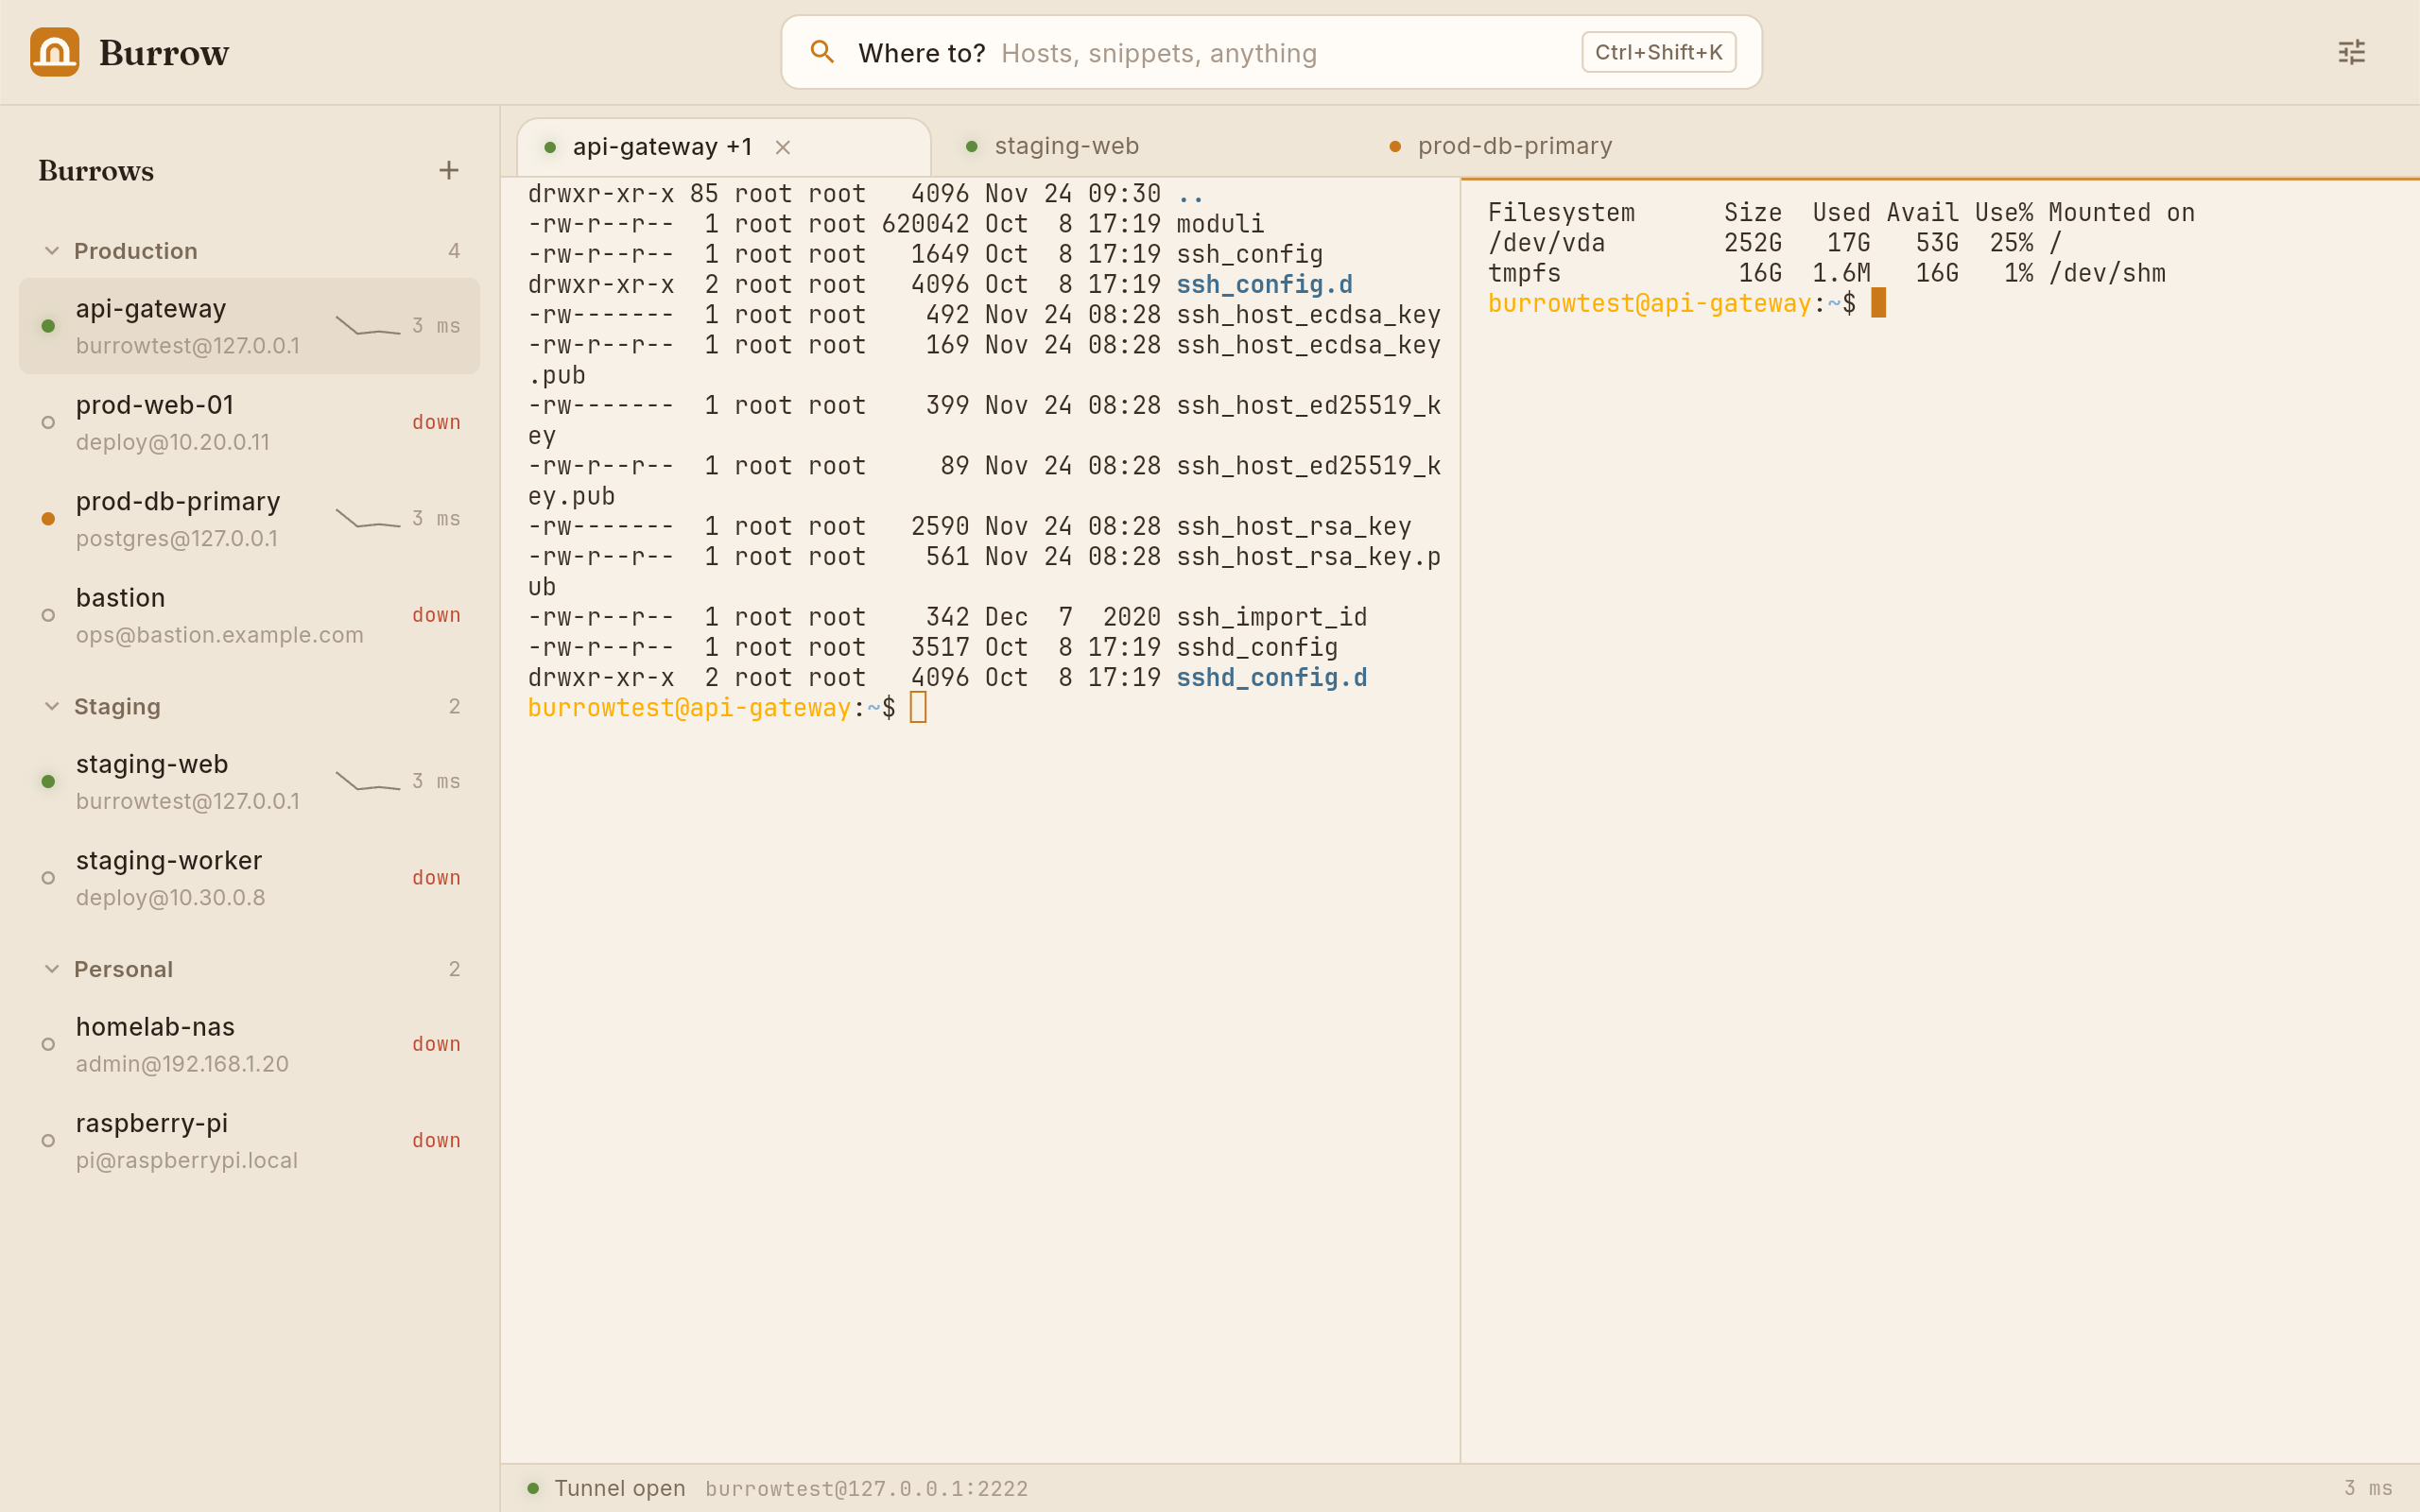 Burrow
Where to? Hosts, snippets, anything
Ctrl+Shift+K
Burrows
Production 4
api-gateway
burrowtest@127.0.0.1
3 ms
prod-web-01
deploy@10.20.0.11
down
prod-db-primary
postgres@127.0.0.1
3 ms
bastion
ops@bastion.example.com
down
Staging 2
staging-web
burrowtest@127.0.0.1
3 ms
staging-worker
deploy@10.30.0.8
down
Personal 2
homelab-nas
admin@192.168.1.20
down
raspberry-pi
pi@raspberrypi.local
down
api-gateway +1
staging-web
prod-db-primary
drwxr-xr-x 85 root root   4096 Nov 24 09:30 ..
-rw-r--r--  1 root root 620042 Oct  8 17:19 moduli
-rw-r--r--  1 root root   1649 Oct  8 17:19 ssh_config
drwxr-xr-x  2 root root   4096 Oct  8 17:19 ssh_config.d
-rw-------  1 root root    492 Nov 24 08:28 ssh_host_ecdsa_key
-rw-r--r--  1 root root    169 Nov 24 08:28 ssh_host_ecdsa_key
.pub
-rw-------  1 root root    399 Nov 24 08:28 ssh_host_ed25519_k
ey
-rw-r--r--  1 root root     89 Nov 24 08:28 ssh_host_ed25519_k
ey.pub
-rw-------  1 root root   2590 Nov 24 08:28 ssh_host_rsa_key
-rw-r--r--  1 root root    561 Nov 24 08:28 ssh_host_rsa_key.p
ub
-rw-r--r--  1 root root    342 Dec  7  2020 ssh_import_id
-rw-r--r--  1 root root   3517 Oct  8 17:19 sshd_config
drwxr-xr-x  2 root root   4096 Oct  8 17:19 sshd_config.d
burrowtest@api-gateway:~$
Filesystem      Size  Used Avail Use% Mounted on
/dev/vda        252G   17G   53G  25% /
tmpfs            16G  1.6M   16G   1% /dev/shm
burrowtest@api-gateway:~$
Tunnel open burrowtest@127.0.0.1:2222
3 ms